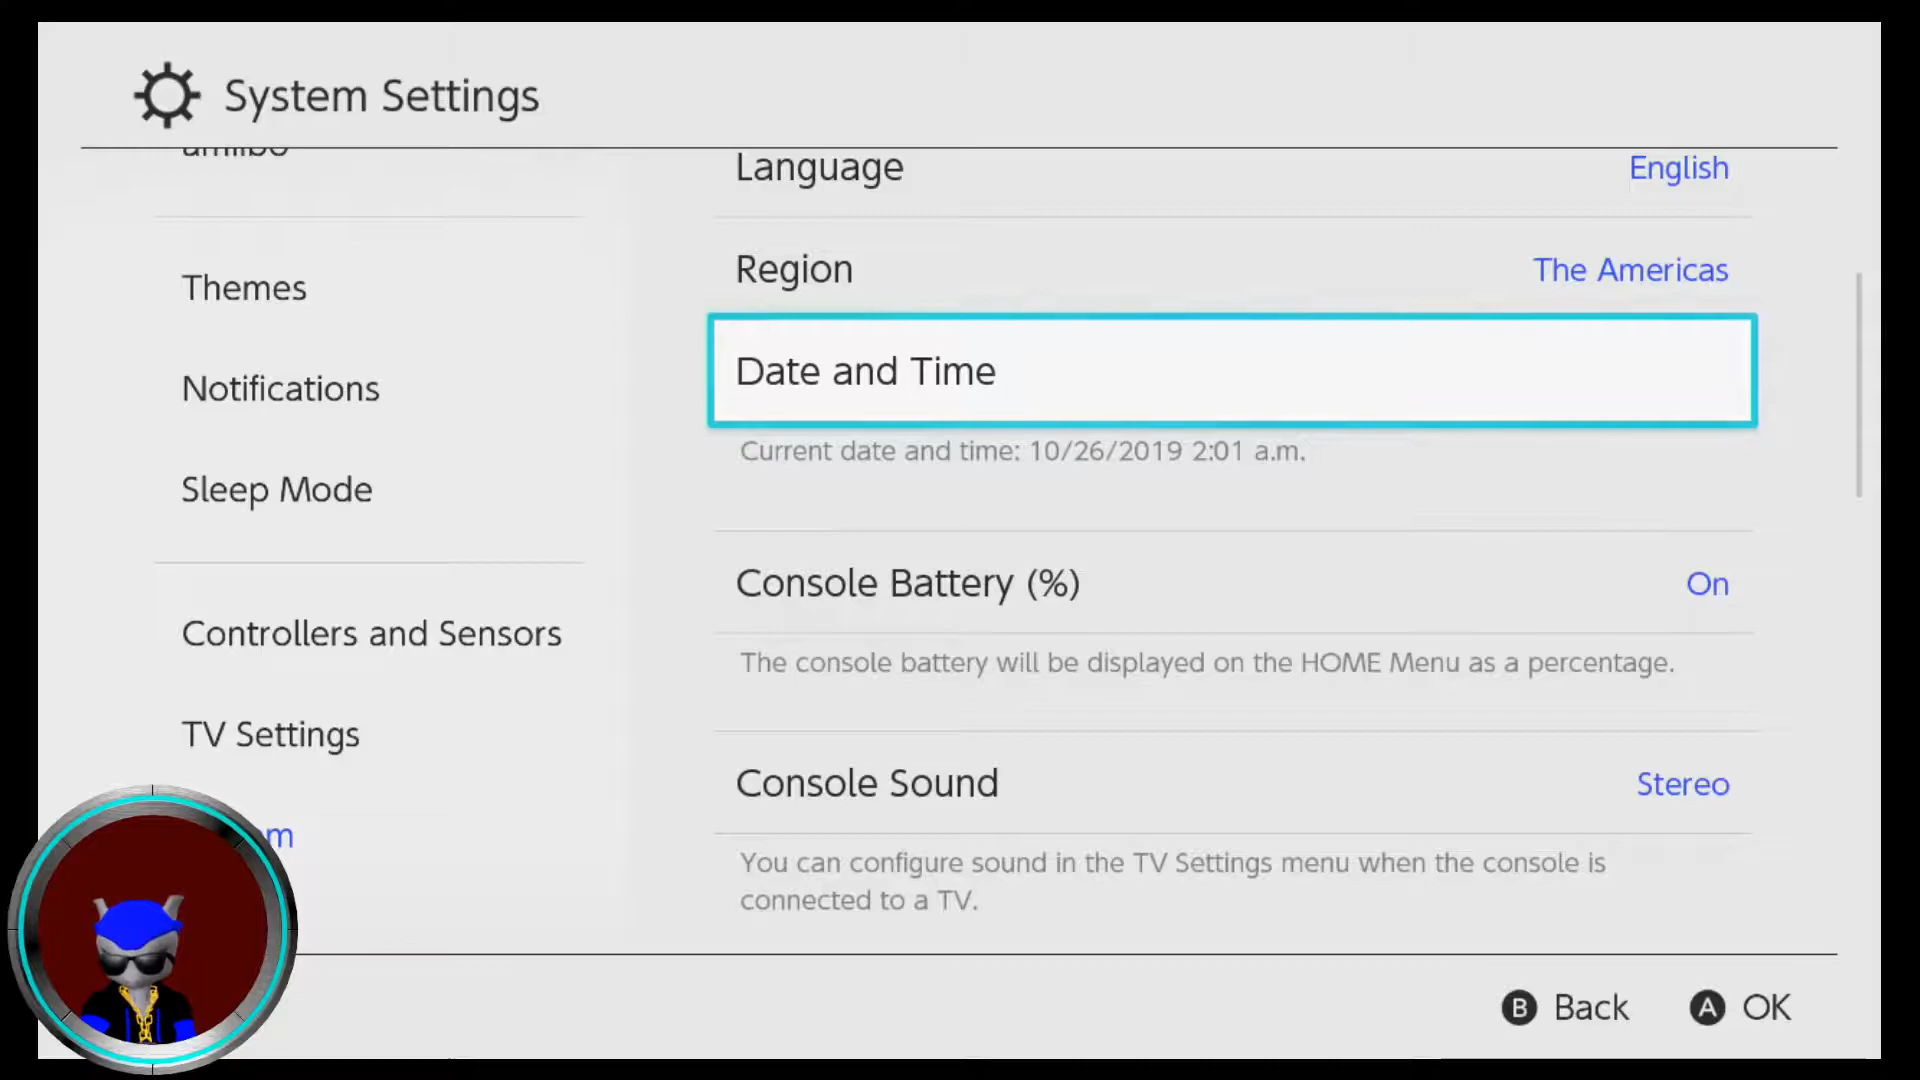 System Settings
amiibo
Themes
Notifications
Sleep Mode
Controllers and Sensors
TV Settings
Language English
Region The Americas
Date and Time
Current date and time: 10/26/2019 2:01 a.m.
Console Battery (%) On
The console battery will be displayed on the HOME Menu as a percentage.
Console Sound Stereo
You can configure sound in the TV Settings menu when the console is
connected to a TV.
B Back A OK